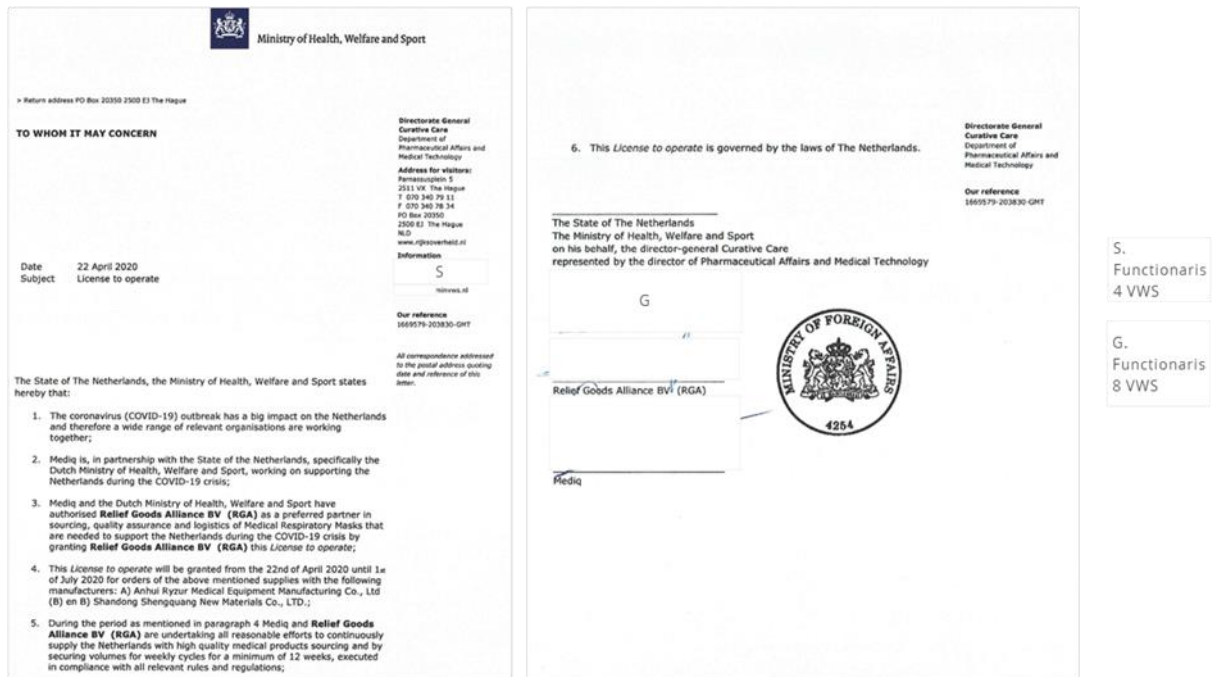 Ministry of Health, Welfare and Sport
> Return address PO Box 20350 2500 EJ The Hague
TO WHOM IT MAY CONCERN
Directorate General
Curative Care
Department of
Pharmaceutical Affairs and
Medical Technology
Address for visitors:
Parnassusplein 5
2511 VX The Hague
T 070 340 79 11
F 070 340 78 34
PO Box 20350
2500 EJ The Hague
NLD
www.rijksoverheid.nl
Information
S
minvws.nl
Date 22 April 2020
Subject License to operate
Our reference
1669579-203830-GMT
All correspondence addressed
to the postal address quoting
date and reference of this
letter.
The State of The Netherlands, the Ministry of Health, Welfare and Sport states
hereby that:
1. The coronavirus (COVID-19) outbreak has a big impact on the Netherlands
and therefore a wide range of relevant organisations are working
together;
2. Mediq is, in partnership with the State of the Netherlands, specifically the
Dutch Ministry of Health, Welfare and Sport, working on supporting the
Netherlands during the COVID-19 crisis;
3. Mediq and the Dutch Ministry of Health, Welfare and Sport have
authorised Relief Goods Alliance BV (RGA) as a preferred partner in
sourcing, quality assurance and logistics of Medical Respiratory Masks that
are needed to support the Netherlands during the COVID-19 crisis by
granting Relief Goods Alliance BV (RGA) this License to operate;
4. This License to operate will be granted from the 22nd of April 2020 until 1st
of July 2020 for orders of the above mentioned supplies with the following
manufacturers: A) Anhui Ryzur Medical Equipment Manufacturing Co., Ltd
(B) en B) Shandong Shengquang New Materials Co., LTD.;
5. During the period as mentioned in paragraph 4 Mediq and Relief Goods
Alliance BV (RGA) are undertaking all reasonable efforts to continuously
supply the Netherlands with high quality medical products sourcing and by
securing volumes for weekly cycles for a minimum of 12 weeks, executed
in compliance with all relevant rules and regulations;
6. This License to operate is governed by the laws of The Netherlands.
Directorate General
Curative Care
Department of
Pharmaceutical Affairs and
Medical Technology
Our reference
1669579-203830-GMT
The State of The Netherlands
The Ministry of Health, Welfare and Sport
on his behalf, the director-general Curative Care
represented by the director of Pharmaceutical Affairs and Medical Technology
G
MINISTRY OF FOREIGN AFFAIRS
4254
Relief Goods Alliance BV (RGA)
Mediq
S.
Functionaris
4 VWS
G.
Functionaris
8 VWS